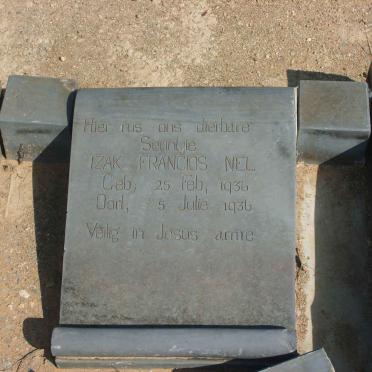 Hier rus ons dierbare
Seuntjie
IZAK FRANCIOS NEL
Geb, 25 Feb, 1936
Oorl, 5 Julie 1936
Veilig in Jesus arme